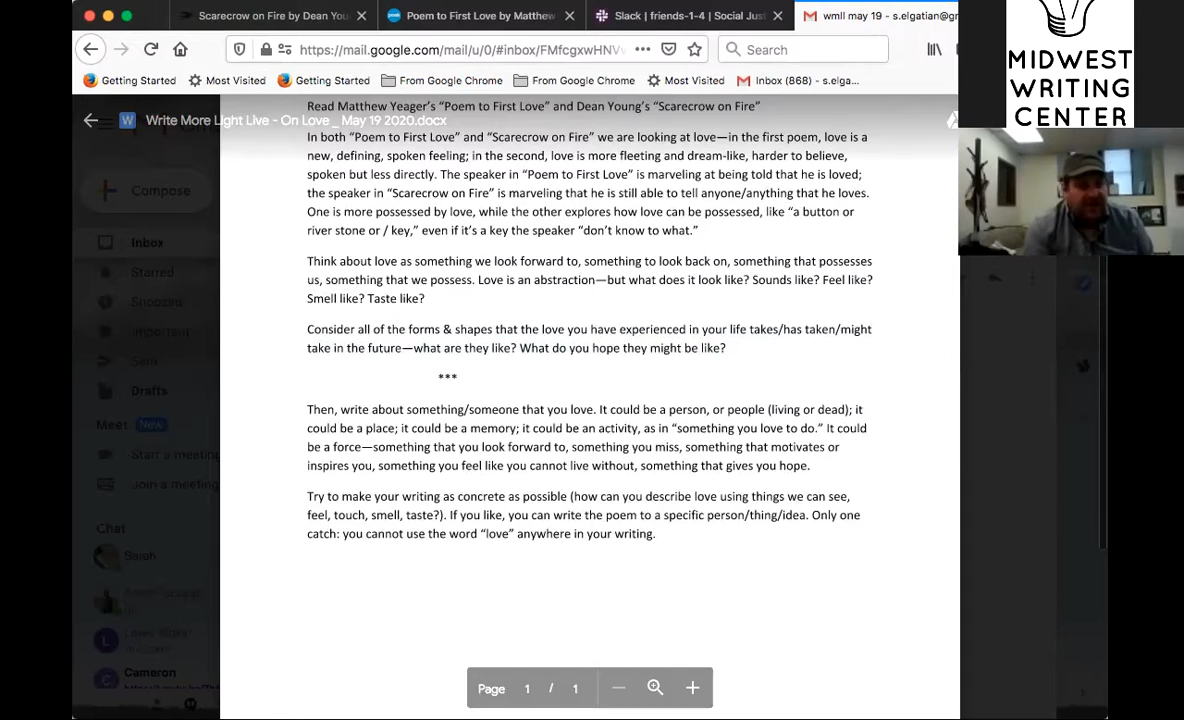 Scarecrow on Fire by Dean You
Poem to First Love by Matthew
Slack | friends-1-4 | Social Jus
wmll may 19 - s.elgatian@gr
https://mail.google.com/mail/u/0/#inbox/FMfcgxwHNV
Search
Getting Started
Most Visited
Getting Started
From Google Chrome
From Google Chrome
Most Visited
Inbox (868) - s.elga...
MIDWEST
WRITING
CENTER
Write More Light Live - On Love _ May 19 2020.docx
Compose
Inbox
Starred
Snoozed
Important
Sent
Drafts
Meet New
Start a meeting
Join a meeting
Chat
Sarah
Cameron
Read Matthew Yeager's “Poem to First Love” and Dean Young's “Scarecrow on Fire”
In both “Poem to First Love” and “Scarecrow on Fire” we are looking at love—in the first poem, love is a
new, defining, spoken feeling; in the second, love is more fleeting and dream-like, harder to believe,
spoken but less directly. The speaker in “Poem to First Love” is marveling at being told that he is loved;
the speaker in “Scarecrow on Fire” is marveling that he is still able to tell anyone/anything that he loves.
One is more possessed by love, while the other explores how love can be possessed, like “a button or
river stone or / key,” even if it's a key the speaker “don't know to what.”
Think about love as something we look forward to, something to look back on, something that possesses
us, something that we possess. Love is an abstraction—but what does it look like? Sounds like? Feel like?
Smell like? Taste like?
Consider all of the forms & shapes that the love you have experienced in your life takes/has taken/might
take in the future—what are they like? What do you hope they might be like?
***
Then, write about something/someone that you love. It could be a person, or people (living or dead); it
could be a place; it could be a memory; it could be an activity, as in “something you love to do.” It could
be a force—something that you look forward to, something you miss, something that motivates or
inspires you, something you feel like you cannot live without, something that gives you hope.
Try to make your writing as concrete as possible (how can you describe love using things we can see,
feel, touch, smell, taste?). If you like, you can write the poem to a specific person/thing/idea. Only one
catch: you cannot use the word “love” anywhere in your writing.
Page 1 / 1